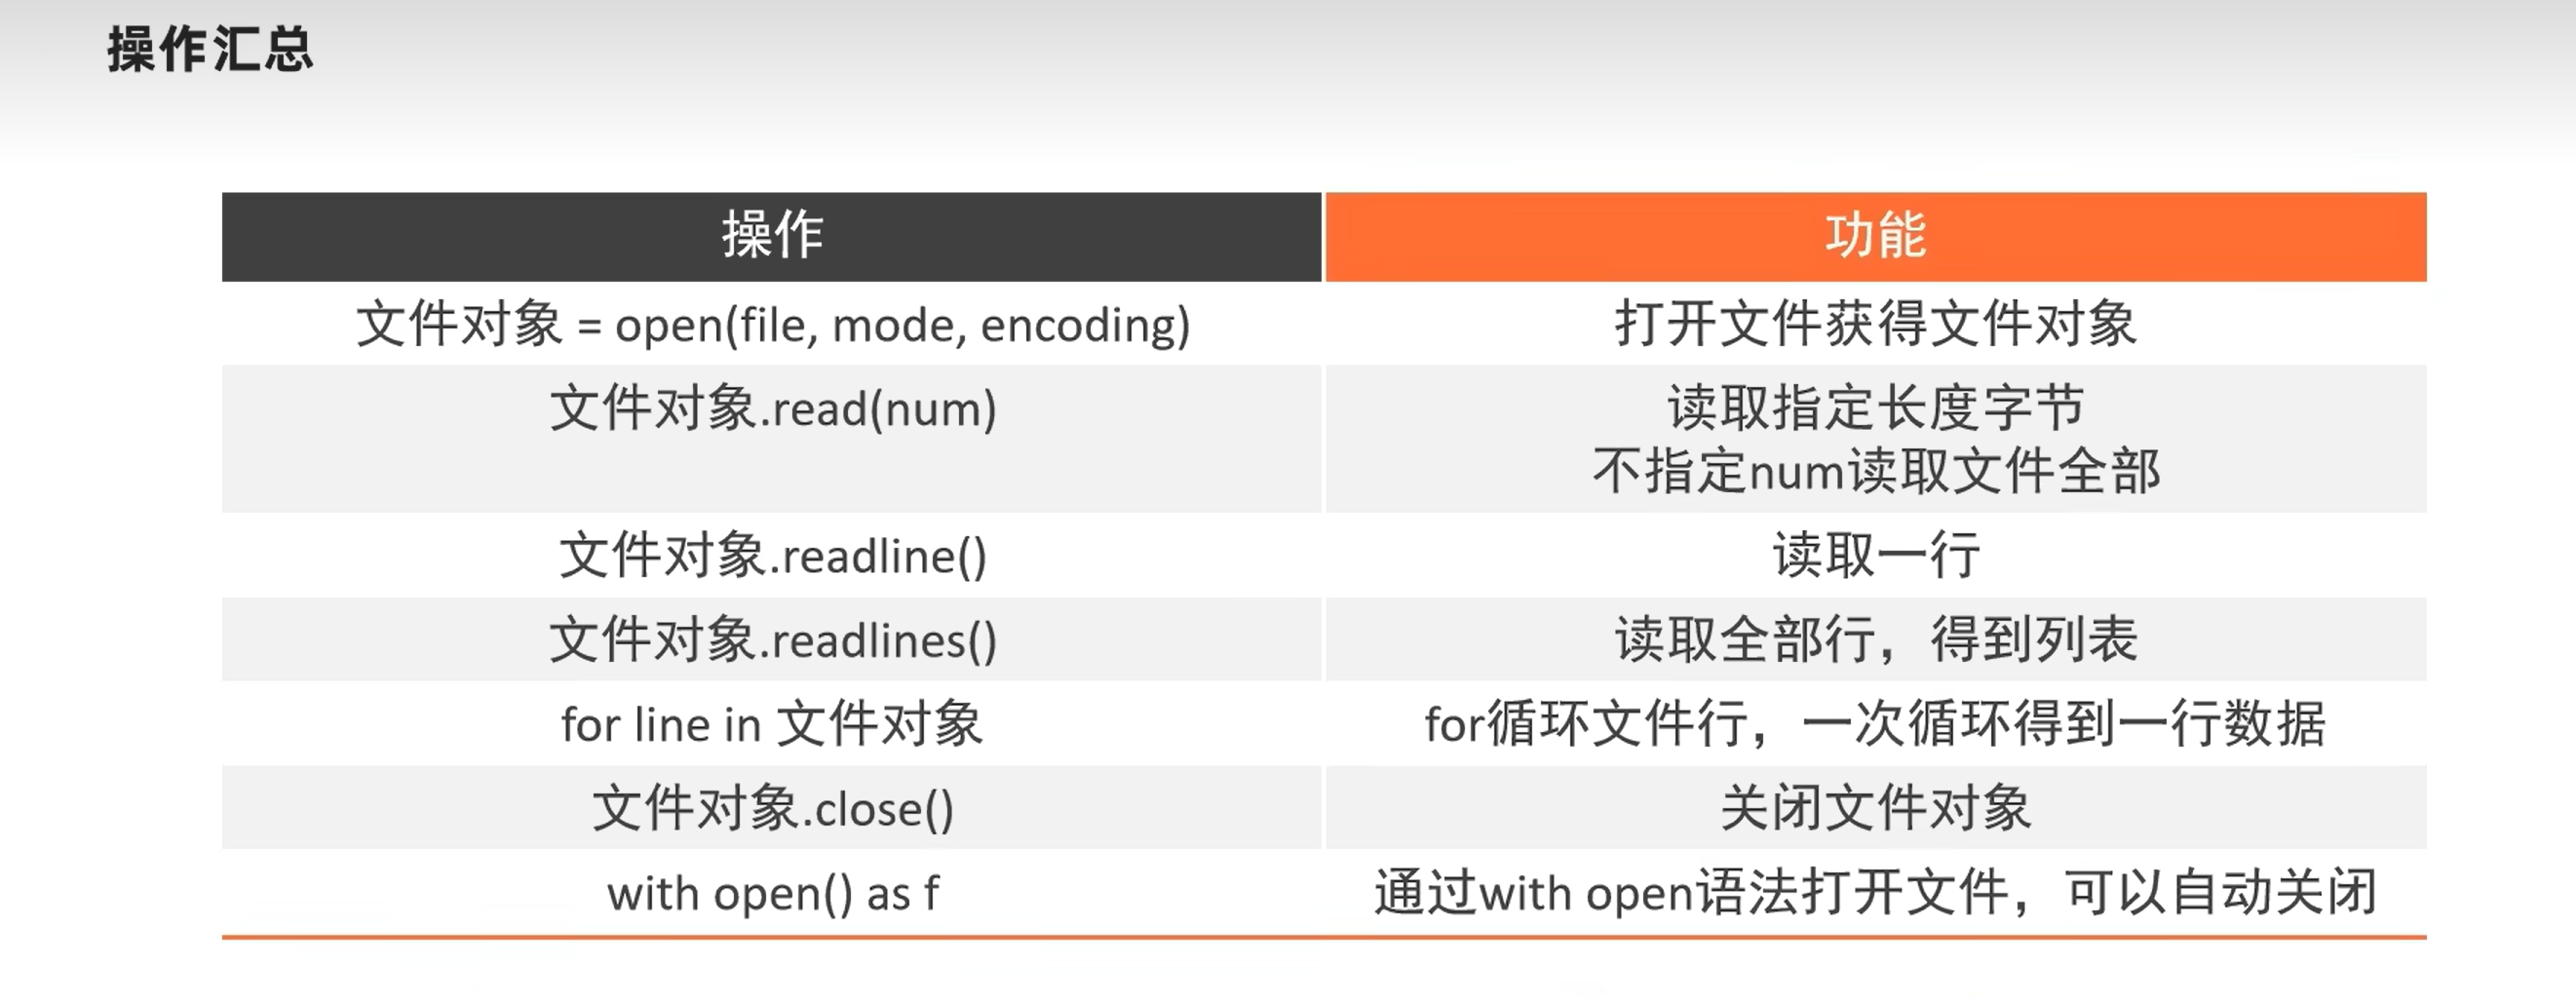 操作汇总
操作 功能
文件对象 = open(file, mode, encoding) 打开文件获得文件对象
文件对象.read(num) 读取指定长度字节
不指定num读取文件全部
文件对象.readline() 读取一行
文件对象.readlines() 读取全部行，得到列表
for line in 文件对象 for循环文件行，一次循环得到一行数据
文件对象.close() 关闭文件对象
with open() as f 通过with open语法打开文件，可以自动关闭